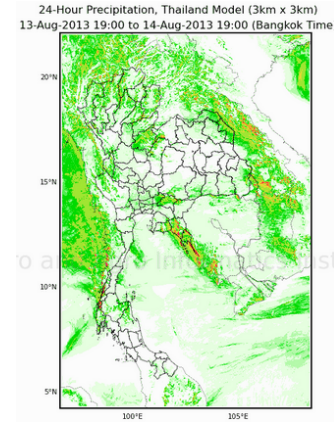 24-Hour Precipitation, Thailand Model (3km x 3km)
13-Aug-2013 19:00 to 14-Aug-2013 19:00 (Bangkok Time
20°N
15°N
10°N
5°N
100°E
105°E